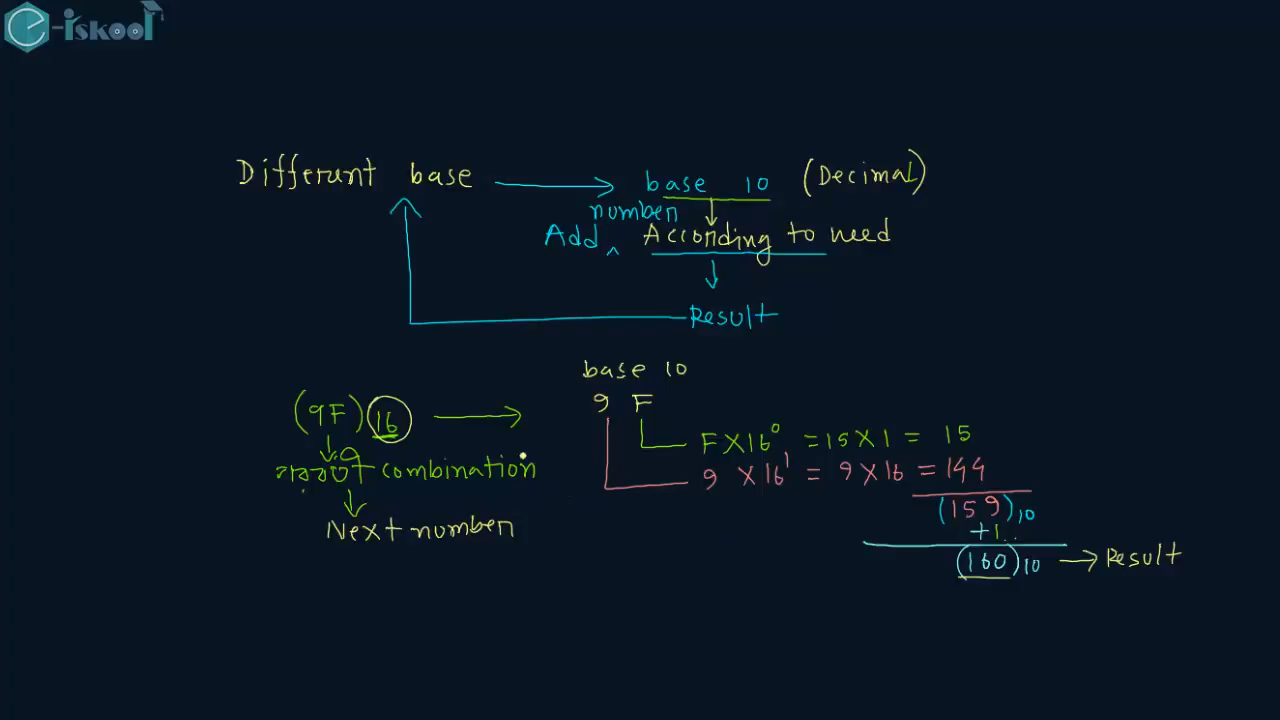 e-iskool
Different base → base 10 (Decimal)
number
Add ^ According to need
Result
base 10
(9F)16 → 9 F
F X 16⁰ = 15 X 1 = 15
combination 9 X 16¹ = 9 X 16 = 144
(159)10
Next number +1
(160)10 → Result